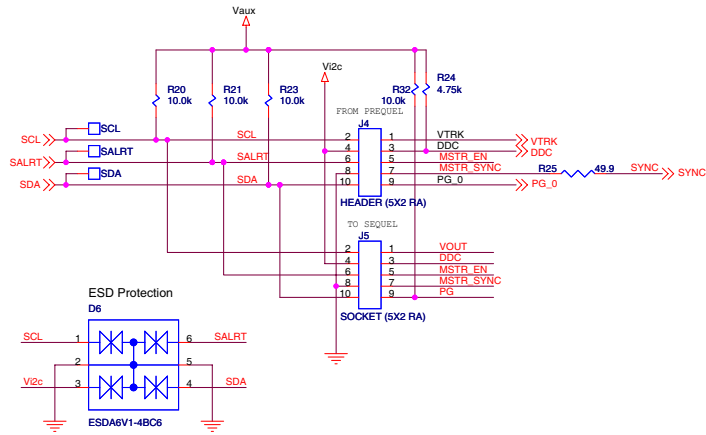 Vaux
Vi2c
R20
10.0k
R21
10.0k
R23
10.0k
R32
10.0k
R24
4.75k
FROM PREQUEL
J4
SCL
SCL
SCL
2
1
VTRK
VTRK
4
3
DDC
DDC
SALRT
SALRT
SALRT
6
5
MSTR_EN
8
7
MSTR_SYNC
R25
49.9
SYNC
SYNC
SDA
SDA
SDA
10
9
PG_0
PG_0
HEADER (5X2 RA)
TO SEQUEL
J5
2
1
VOUT
4
3
DDC
6
5
MSTR_EN
8
7
MSTR_SYNC
10
9
PG
SOCKET (5X2 RA)
ESD Protection
D6
SCL
1
6
SALRT
2
5
Vi2c
3
4
SDA
ESDA6V1-4BC6